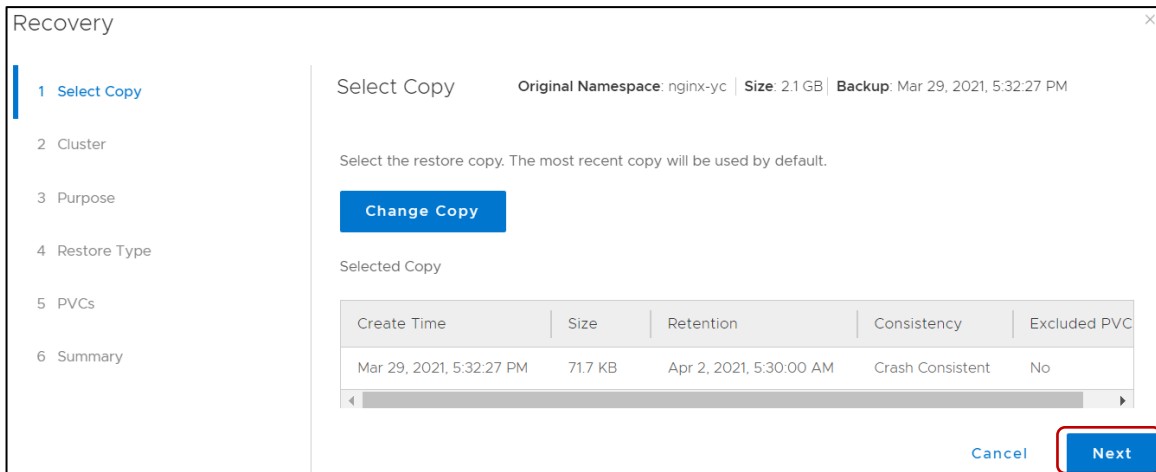 Recovery
×
1 Select Copy
2 Cluster
3 Purpose
4 Restore Type
5 PVCs
6 Summary
Select Copy Original Namespace: nginx-yc Size: 2.1 GB Backup: Mar 29, 2021, 5:32:27 PM
Select the restore copy. The most recent copy will be used by default.
Change Copy
Selected Copy
Create Time Size Retention Consistency Excluded PVC
Mar 29, 2021, 5:32:27 PM 71.7 KB Apr 2, 2021, 5:30:00 AM Crash Consistent No
Cancel Next